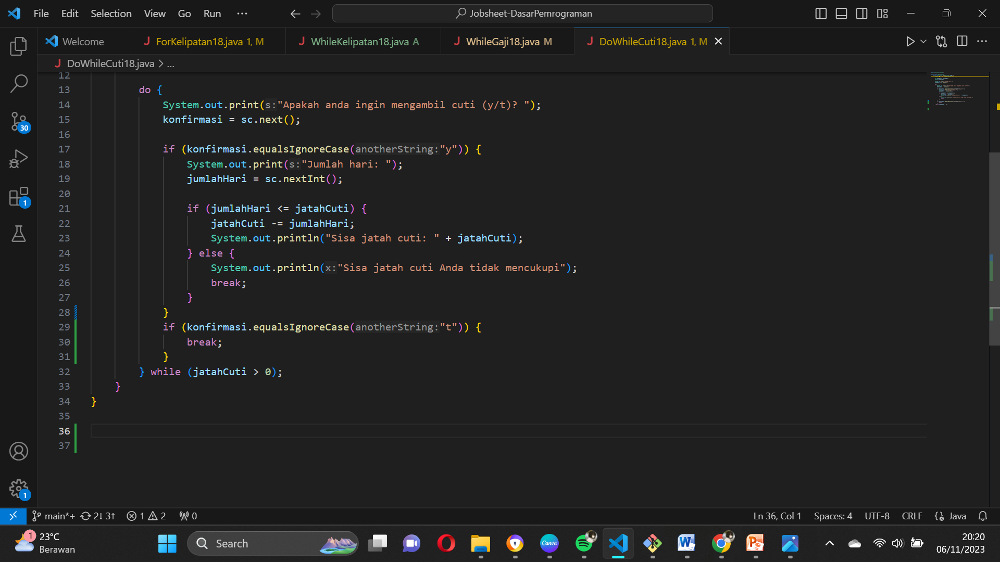 File Edit Selection View Go Run ··· Jobsheet-DasarPemrograman
Welcome ForKelipatan18.java 1, M WhileKelipatan18.java A WhileGaji18.java M DoWhileCuti18.java 1, M
DoWhileCuti18.java > ...
12
13 do {
14 System.out.print(s:"Apakah anda ingin mengambil cuti (y/t)? ");
15 konfirmasi = sc.next();
16
17 if (konfirmasi.equalsIgnoreCase(anotherString:"y")) {
18 System.out.print(s:"Jumlah hari: ");
19 jumlahHari = sc.nextInt();
20
21 if (jumlahHari <= jatahCuti) {
22 jatahCuti -= jumlahHari;
23 System.out.println("Sisa jatah cuti: " + jatahCuti);
24 } else {
25 System.out.println(x:"Sisa jatah cuti Anda tidak mencukupi");
26 break;
27 }
28 }
29 if (konfirmasi.equalsIgnoreCase(anotherString:"t")) {
30 break;
31 }
32 } while (jatahCuti > 0);
33 }
34 }
35
36
37
30
1
1
main*+ 2↓ 3↑ 1 2 0 Ln 36, Col 1 Spaces: 4 UTF-8 CRLF Java
1 23°C
Berawan
Search
Canva
20:20
06/11/2023